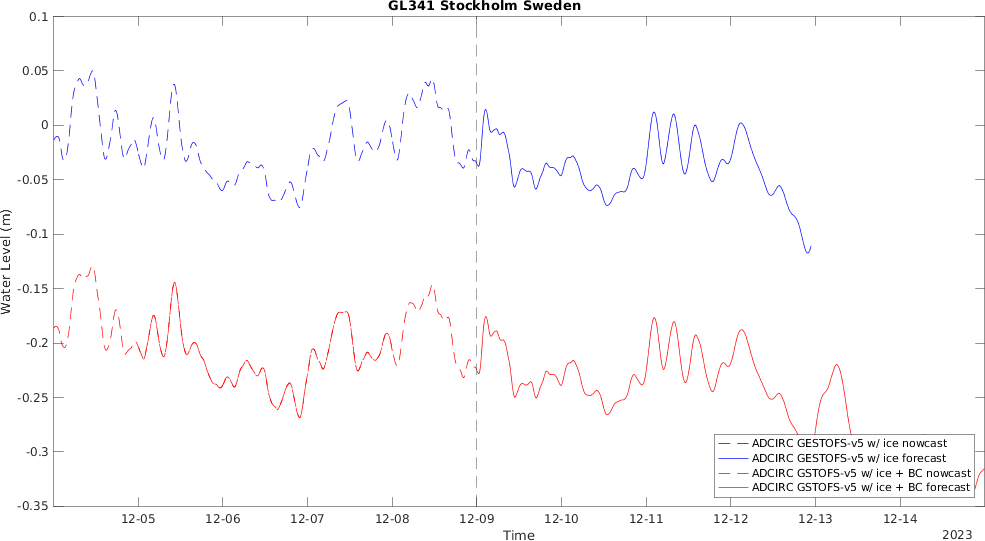 GL341 Stockholm Sweden
Water Level (m)
0.1
0.05
0
-0.05
-0.1
-0.15
-0.2
-0.25
-0.3
-0.35
ADCIRC GESTOFS-v5 w/ ice nowcast
ADCIRC GESTOFS-v5 w/ ice forecast
ADCIRC GSTOFS-v5 w/ ice + BC nowcast
ADCIRC GSTOFS-v5 w/ ice + BC forecast
12-05 12-06 12-07 12-08 12-09 12-10 12-11 12-12 12-13 12-14
Time
2023